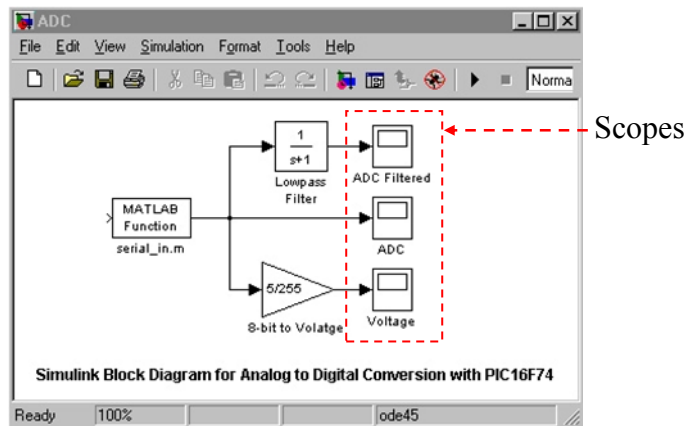 ADC
File Edit View Simulation Format Tools Help
Norma
Scopes
1
s+1
Lowpass
Filter
ADC Filtered
MATLAB
Function
serial_in.m
ADC
5/255
8-bit to Volatge
Voltage
Simulink Block Diagram for Analog to Digital Conversion with PIC16F74
Ready 100% ode45